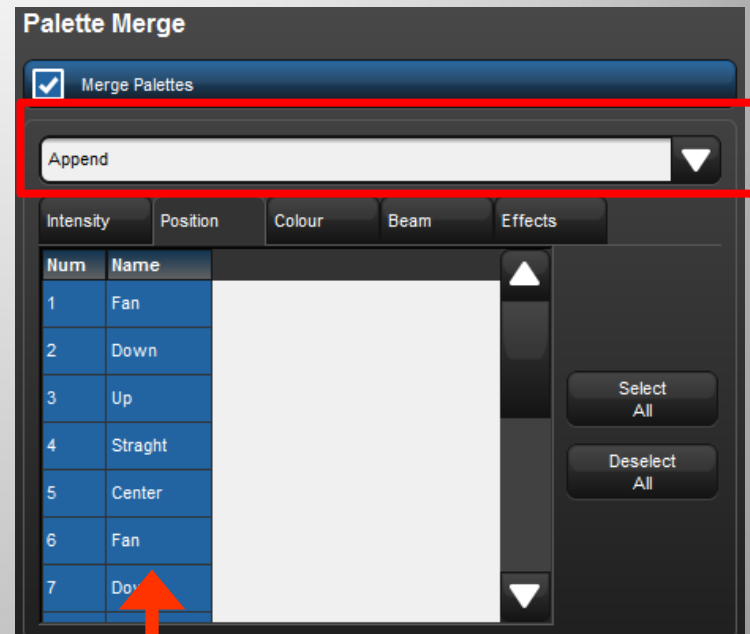 Palette Merge
Merge Palettes
Append
Intensity Position Colour Beam Effects
Num Name
1 Fan
2 Down
3 Up
Select
All
4 Straght
Deselect
All
5 Center
6 Fan
7